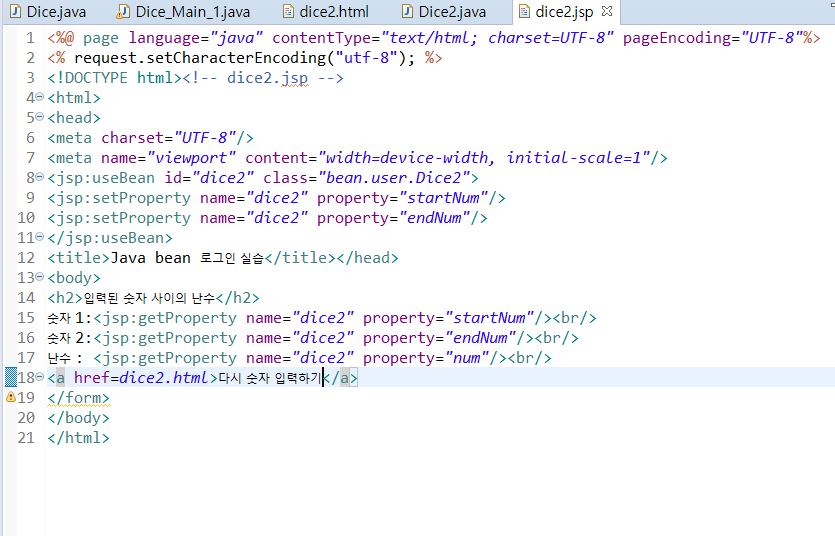 Dice.java Dice_Main_1.java dice2.html Dice2.java dice2.jsp
1 <%@ page language="java" contentType="text/html; charset=UTF-8" pageEncoding="UTF-8"%>
2 <% request.setCharacterEncoding("utf-8"); %>
3 <!DOCTYPE html><!-- dice2.jsp -->
4 <html>
5 <head>
6 <meta charset="UTF-8"/>
7 <meta name="viewport" content="width=device-width, initial-scale=1"/>
8 <jsp:useBean id="dice2" class="bean.user.Dice2">
9 <jsp:setProperty name="dice2" property="startNum"/>
10 <jsp:setProperty name="dice2" property="endNum"/>
11 </jsp:useBean>
12 <title>Java bean 로그인 실습</title></head>
13 <body>
14 <h2>입력된 숫자 사이의 난수</h2>
15 숫자 1:<jsp:getProperty name="dice2" property="startNum"/><br/>
16 숫자 2:<jsp:getProperty name="dice2" property="endNum"/><br/>
17 난수 : <jsp:getProperty name="dice2" property="num"/><br/>
18 <a href=dice2.html>다시 숫자 입력하기</a>
19 </form>
20 </body>
21 </html>